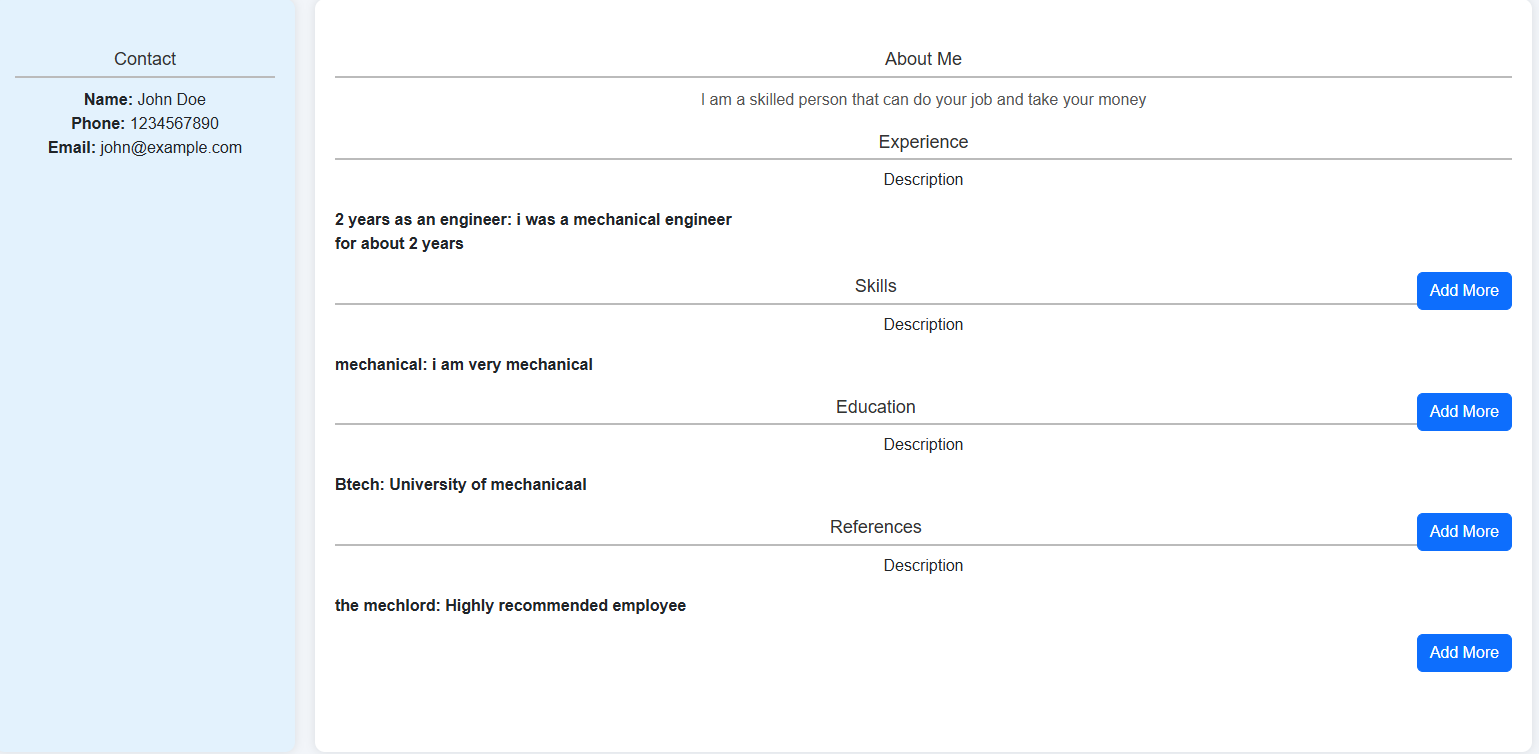 Contact
Name: John Doe
Phone: 1234567890
Email: john@example.com
About Me
I am a skilled person that can do your job and take your money
Experience
Description
2 years as an engineer: i was a mechanical engineer
for about 2 years
Skills
Add More
Description
mechanical: i am very mechanical
Education
Add More
Description
Btech: University of mechanicaal
References
Add More
Description
the mechlord: Highly recommended employee
Add More